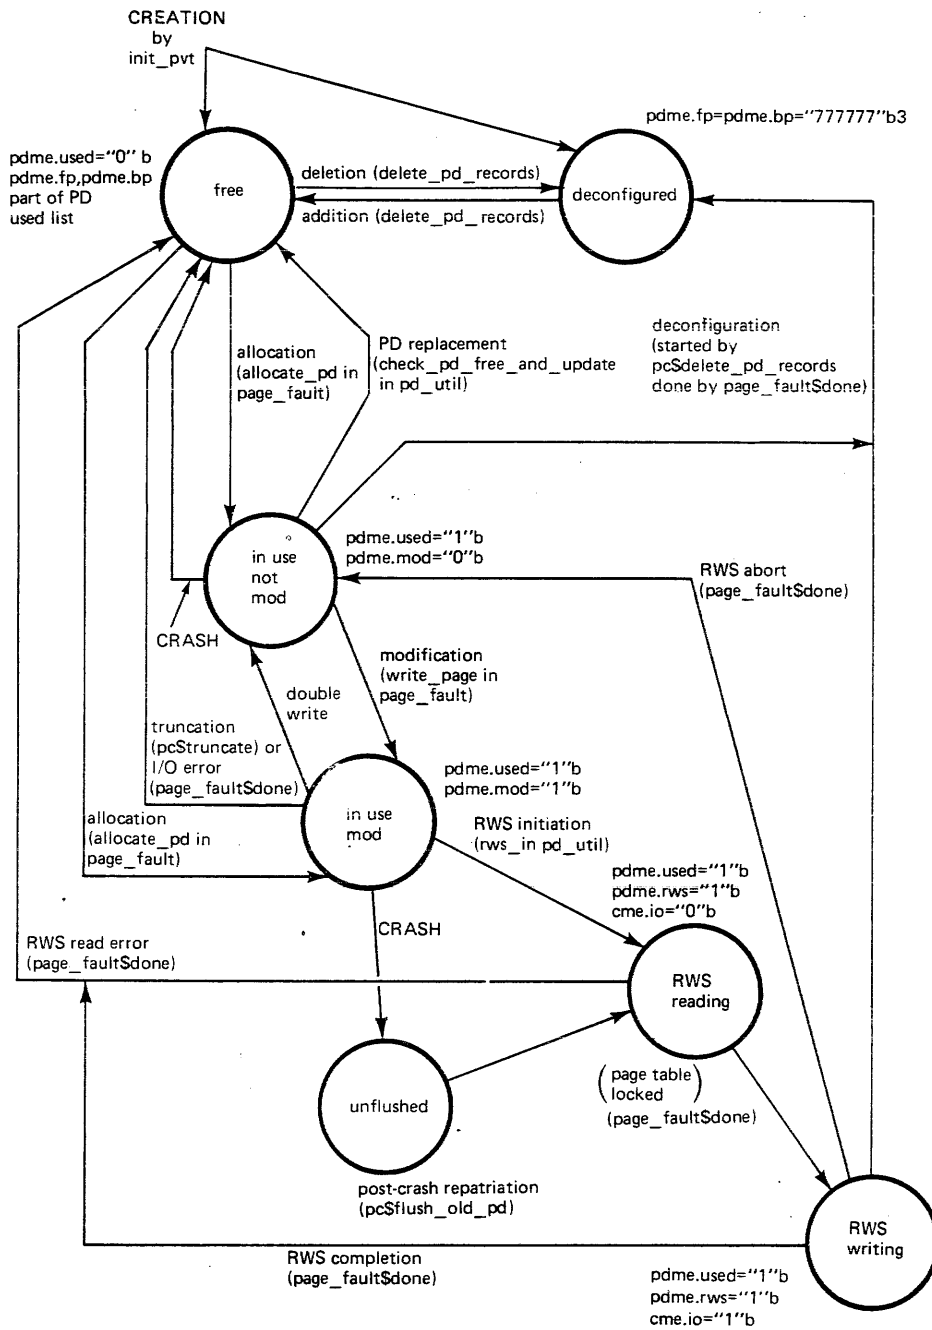 CREATION
by
init_pvt
pdme.fp=pdme.bp="777777"b3
pdme.used="0" b
pdme.fp,pdme.bp
part of PD
used list
free
deletion (delete_pd_records)
addition (delete_pd_records)
deconfigured
allocation
(allocate_pd in
page_fault)
PD replacement
(check_pd_free_and_update
in pd_util)
deconfiguration
(started by
pc$delete_pd_records
done by page_fault$done)
in use
not
mod
pdme.used="1"b
pdme.mod="0"b
RWS abort
(page_fault$done)
CRASH
modification
(write_page in
page_fault)
double
write
truncation
(pc$truncate) or
I/O error
(page_fault$done)
in use
mod
pdme.used="1"b
pdme.mod="1"b
allocation
(allocate_pd in
page_fault)
RWS initiation
(rws_in pd_util)
pdme.used="1"b
pdme.rws="1"b
cme.io="0"b
CRASH
RWS read error
(page_fault$done)
RWS
reading
(page table
locked)
(page_fault$done)
unflushed
post-crash repatriation
(pc$flush_old_pd)
RWS
writing
RWS completion
(page_fault$done)
pdme.used="1"b
pdme.rws="1"b
cme.io="1"b